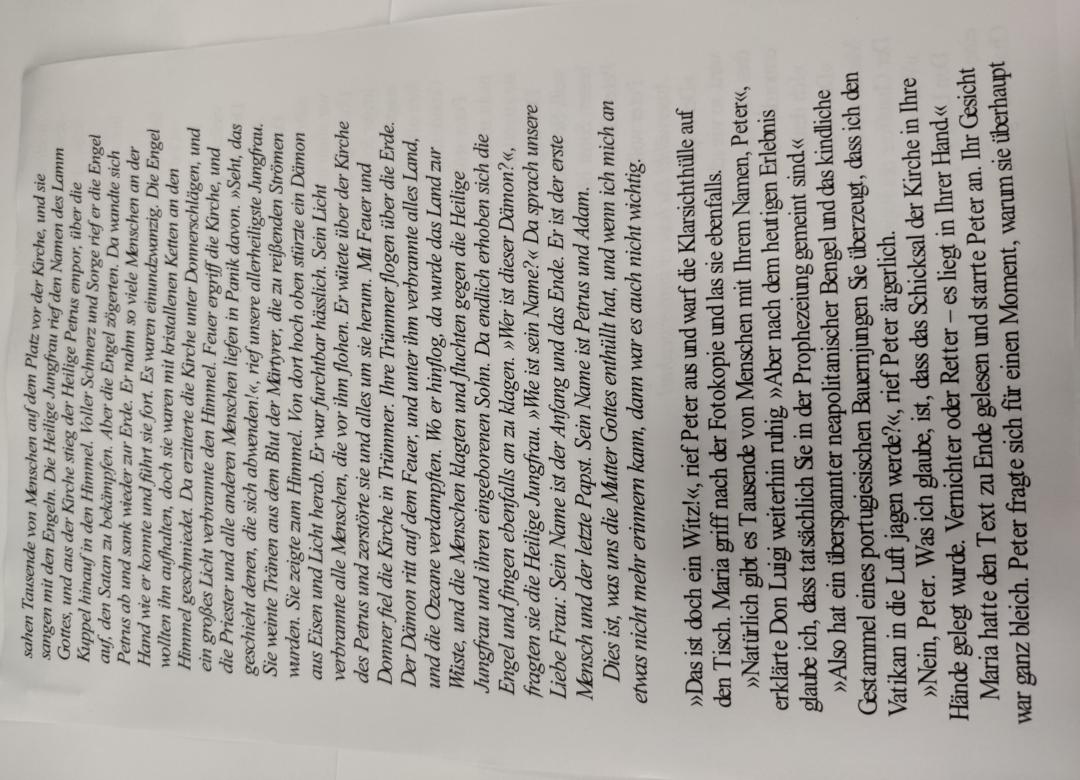 sahen Tausende von Menschen auf dem Platz vor der Kirche, und sie
sangen mit den Engeln. Die Heilige Jungfrau rief den Namen des Lamm
Gottes, und aus der Kirche stieg der Heilige Petrus empor, über die
Kuppel hinauf in den Himmel. Voller Schmerz und Sorge rief er die Engel
auf, den Satan zu bekämpfen. Aber die Engel zögerten. Da wandte sich
Petrus ab und sank wieder zur Erde. Er nahm so viele Menschen an der
Hand wie er konnte und führt sie fort. Es waren einundzwanzig. Die Engel
wollten ihn aufhalten, doch sie waren mit kristallenen Ketten an den
Himmel geschmiedet. Da erzitterte die Kirche unter Donnerschlägen, und
ein großes Licht verbrannte den Himmel. Feuer ergriff die Kirche, und
die Priester und alle anderen Menschen liefen in Panik davon. »Seht, das
geschieht denen, die sich abwenden!«, rief unsere allerheiligste Jungfrau.
Sie weinte Tränen aus dem Blut der Märtyrer, die zu reißenden Strömen
wurden. Sie zeigte zum Himmel. Von dort hoch oben stürzte ein Dämon
aus Eisen und Licht herab. Er war furchtbar hässlich. Sein Licht
verbrannte alle Menschen, die vor ihm flohen. Er wütete über der Kirche
des Petrus und zerstörte sie und alles um sie herum. Mit Feuer und
Donner fiel die Kirche in Trümmer. Ihre Trümmer flogen über die Erde.
Der Dämon ritt auf dem Feuer, und unter ihm verbrannte alles Land,
und die Ozeane verdampften. Wo er hinflog, da wurde das Land zur
Wüste, und die Menschen klagten und fluchten gegen die Heilige
Jungfrau und ihren eingeborenen Sohn. Da endlich erhoben sich die
Engel und fingen ebenfalls an zu klagen. »Wer ist dieser Dämon?«,
fragten sie die Heilige Jungfrau. »Wie ist sein Name?« Da sprach unsere
Liebe Frau: Sein Name ist der Anfang und das Ende. Er ist der erste
Mensch und der letzte Papst. Sein Name ist Petrus und Adam.
Dies ist, was uns die Mutter Gottes enthüllt hat, und wenn ich mich an
etwas nicht mehr erinnern kann, dann war es auch nicht wichtig.
»Das ist doch ein Witz!«, rief Peter aus und warf die Klarsichthülle auf
den Tisch. Maria griff nach der Fotokopie und las sie ebenfalls.
»Natürlich gibt es Tausende von Menschen mit Ihrem Namen, Peter«,
erklärte Don Luigi weiterhin ruhig »Aber nach dem heutigen Erlebnis
glaube ich, dass tatsächlich Sie in der Prophezeiung gemeint sind.«
»Also hat ein überspannter neapolitanischer Bengel und das kindliche
Gestammel eines portugiesischen Bauernjungen Sie überzeugt, dass ich den
Vatikan in die Luft jagen werde?«, rief Peter ärgerlich.
»Nein, Peter. Was ich glaube, ist, dass das Schicksal der Kirche in Ihre
Hände gelegt wurde. Vernichter oder Retter – es liegt in Ihrer Hand.«
Maria hatte den Text zu Ende gelesen und starrte Peter an. Ihr Gesicht
war ganz bleich. Peter fragte sich für einen Moment, warum sie überhaupt